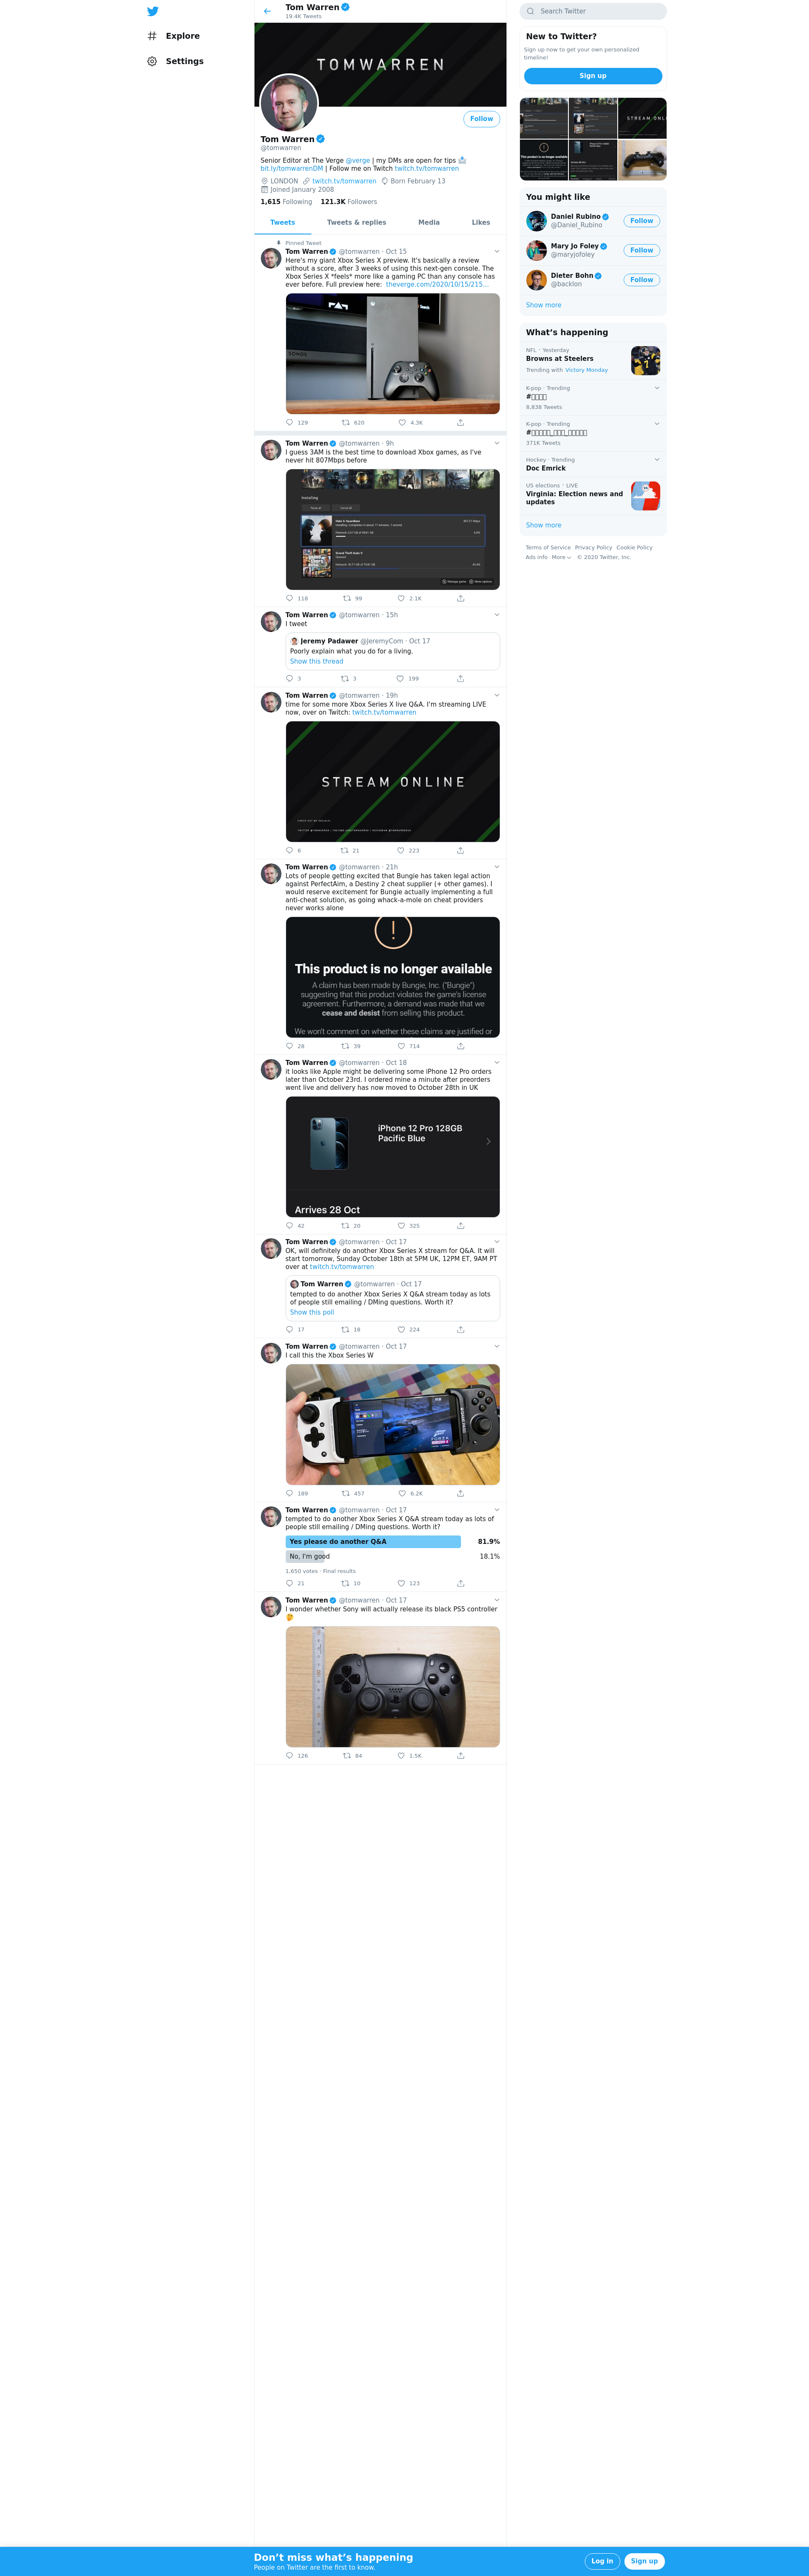 Explore
Settings
Tom Warren
19.4K Tweets
TOMWARREN
Follow
Tom Warren
@tomwarren
Senior Editor at The Verge @verge | my DMs are open for tips
bit.ly/tomwarrenDM | Follow me on Twitch twitch.tv/tomwarren
LONDON twitch.tv/tomwarren Born February 13
Joined January 2008
1,615 Following 121.3K Followers
Tweets Tweets & replies Media Likes
Pinned Tweet
Tom Warren @tomwarren · Oct 15
Here's my giant Xbox Series X preview. It's basically a review
without a score, after 3 weeks of using this next-gen console. The
Xbox Series X *feels* more like a gaming PC than any console has
ever before. Full preview here: theverge.com/2020/10/15/215…
SONOS
129 620 4.3K
Tom Warren @tomwarren · 9h
I guess 3AM is the best time to download Xbox games, as I've
never hit 807Mbps before
Installing
118 99 2.1K
Tom Warren @tomwarren · 15h
I tweet
Jeremy Padawer @JeremyCom · Oct 17
Poorly explain what you do for a living.
Show this thread
3 3 199
Tom Warren @tomwarren · 19h
time for some more Xbox Series X live Q&A. I'm streaming LIVE
now, over on Twitch: twitch.tv/tomwarren
STREAM ONLINE
6 21 223
Tom Warren @tomwarren · 21h
Lots of people getting excited that Bungie has taken legal action
against PerfectAim, a Destiny 2 cheat supplier (+ other games). I
would reserve excitement for Bungie actually implementing a full
anti-cheat solution, as going whack-a-mole on cheat providers
never works alone
This product is no longer available
A claim has been made by Bungie, Inc. ("Bungie")
suggesting that this product violates the game's license
agreement. Furthermore, a demand was made that we
cease and desist from selling this product.
We won't comment on whether these claims are justified or
28 39 714
Tom Warren @tomwarren · Oct 18
it looks like Apple might be delivering some iPhone 12 Pro orders
later than October 23rd. I ordered mine a minute after preorders
went live and delivery has now moved to October 28th in UK
iPhone 12 Pro 128GB
Pacific Blue
Arrives 28 Oct
42 20 325
Tom Warren @tomwarren · Oct 17
OK, will definitely do another Xbox Series X stream for Q&A. It will
start tomorrow, Sunday October 18th at 5PM UK, 12PM ET, 9AM PT
over at twitch.tv/tomwarren
Tom Warren @tomwarren · Oct 17
tempted to do another Xbox Series X Q&A stream today as lots
of people still emailing / DMing questions. Worth it?
Show this poll
17 18 224
Tom Warren @tomwarren · Oct 17
I call this the Xbox Series W
189 457 6.2K
Tom Warren @tomwarren · Oct 17
tempted to do another Xbox Series X Q&A stream today as lots of
people still emailing / DMing questions. Worth it?
Yes please do another Q&A 81.9%
No, I'm good 18.1%
1,650 votes · Final results
21 10 123
Tom Warren @tomwarren · Oct 17
I wonder whether Sony will actually release its black PS5 controller
126 84 1.5K
Search Twitter
New to Twitter?
Sign up now to get your own personalized
timeline!
Sign up
You might like
Daniel Rubino
@Daniel_Rubino
Follow
Mary Jo Foley
@maryjofoley
Follow
Dieter Bohn
@backlon
Follow
Show more
What's happening
NFL · Yesterday
Browns at Steelers
Trending with Victory Monday
K-pop · Trending
8,838 Tweets
K-pop · Trending
371K Tweets
Hockey · Trending
Doc Emrick
US elections · LIVE
Virginia: Election news and
updates
Show more
Terms of Service Privacy Policy Cookie Policy
Ads info More © 2020 Twitter, Inc.
Don't miss what's happening
People on Twitter are the first to know.
Log in Sign up